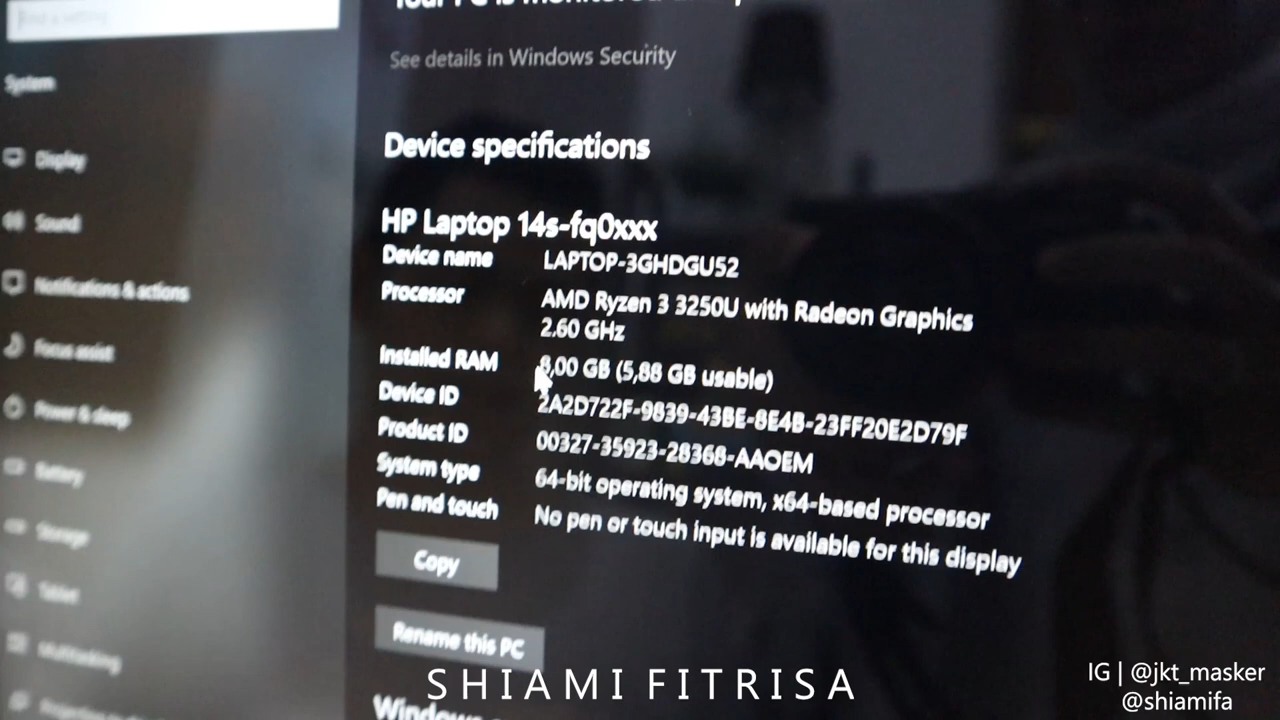 System
See details in Windows Security
Display
Device specifications
Sound
HP Laptop 14s-fq0xxx
Device name LAPTOP-3GHDGU52
Notifications & actions
Processor AMD Ryzen 3 3250U with Radeon Graphics
2.60 GHz
Focus assist
Installed RAM 8,00 GB (5,88 GB usable)
Device ID 2A2D722F-9839-43BE-8E4B-23FF20E2D79F
Power & sleep
Product ID 00327-35923-28368-AAOEM
System type 64-bit operating system, x64-based processor
Battery
Pen and touch No pen or touch input is available for this display
Storage
Copy
Tablet
Rename this PC
Multitasking
SHIAMI FITRISA
IG | @jkt_masker
@shiamifa